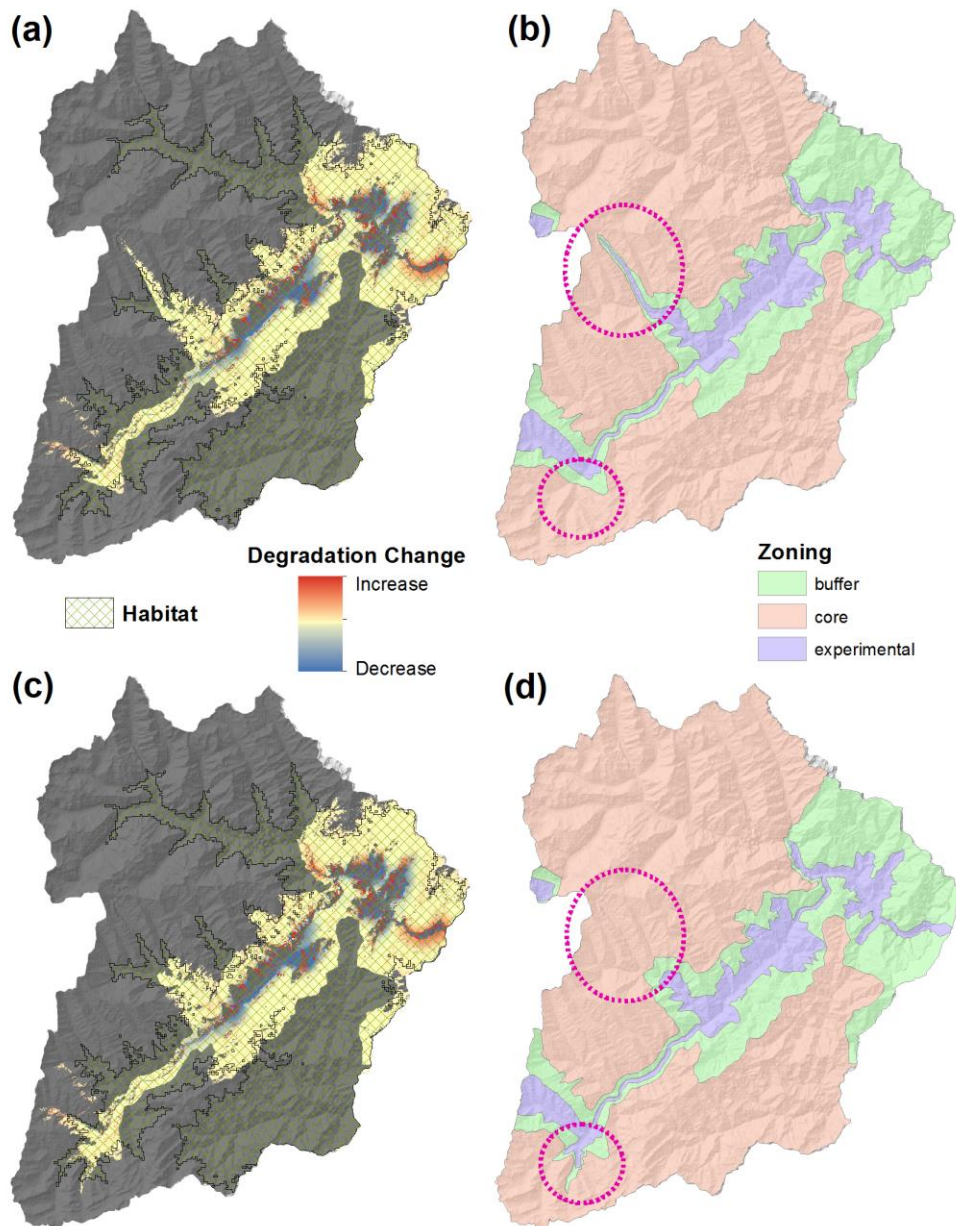 (a)
(b)
Degradation Change
Increase
Decrease
Habitat
Zoning
buffer
core
experimental
(c)
(d)